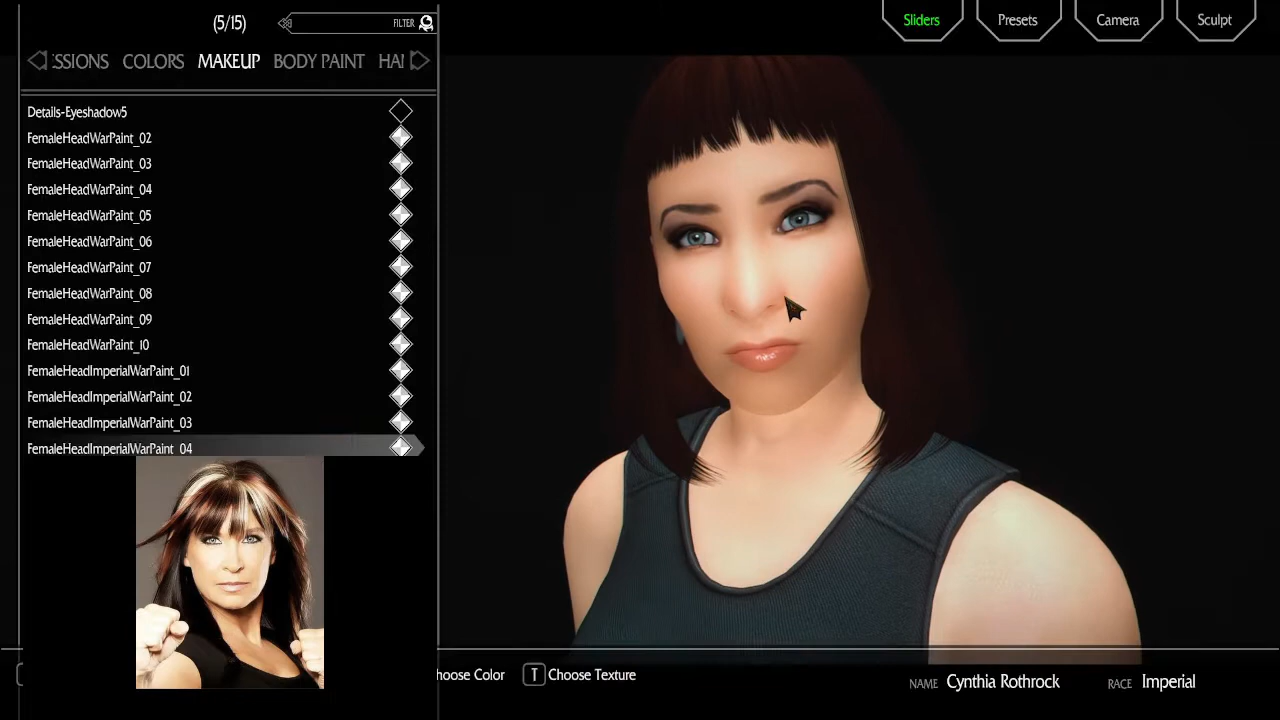 (5/15)
FILTER
Sliders
Presets
Camera
Sculpt
SSIONS COLORS MAKEUP BODY PAINT HAI
Details-Eyeshadow5
FemaleHeadWarPaint_02
FemaleHeadWarPaint_03
FemaleHeadWarPaint_04
FemaleHeadWarPaint_05
FemaleHeadWarPaint_06
FemaleHeadWarPaint_07
FemaleHeadWarPaint_08
FemaleHeadWarPaint_09
FemaleHeadWarPaint_10
FemaleHeadImperialWarPaint_01
FemaleHeadImperialWarPaint_02
FemaleHeadImperialWarPaint_03
FemaleHeadImperialWarPaint_04
hoose Color
T Choose Texture
NAME Cynthia Rothrock
RACE Imperial